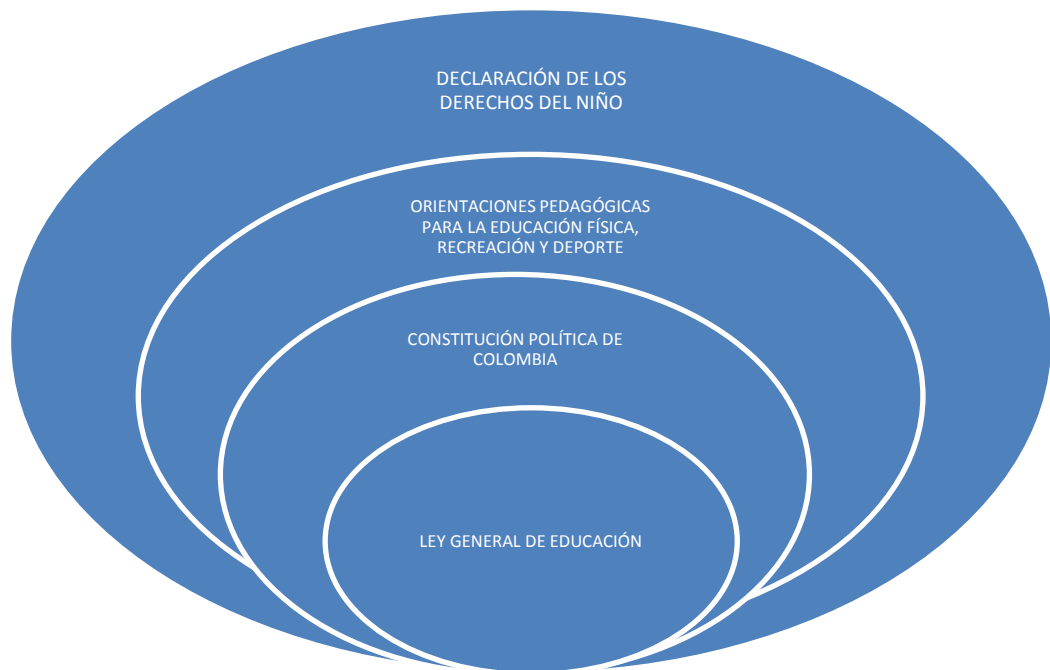 DECLARACIÓN DE LOS
DERECHOS DEL NIÑO
ORIENTACIONES PEDAGÓGICAS
PARA LA EDUCACIÓN FÍSICA,
RECREACIÓN Y DEPORTE
CONSTITUCIÓN POLÍTICA DE
COLOMBIA
LEY GENERAL DE EDUCACIÓN